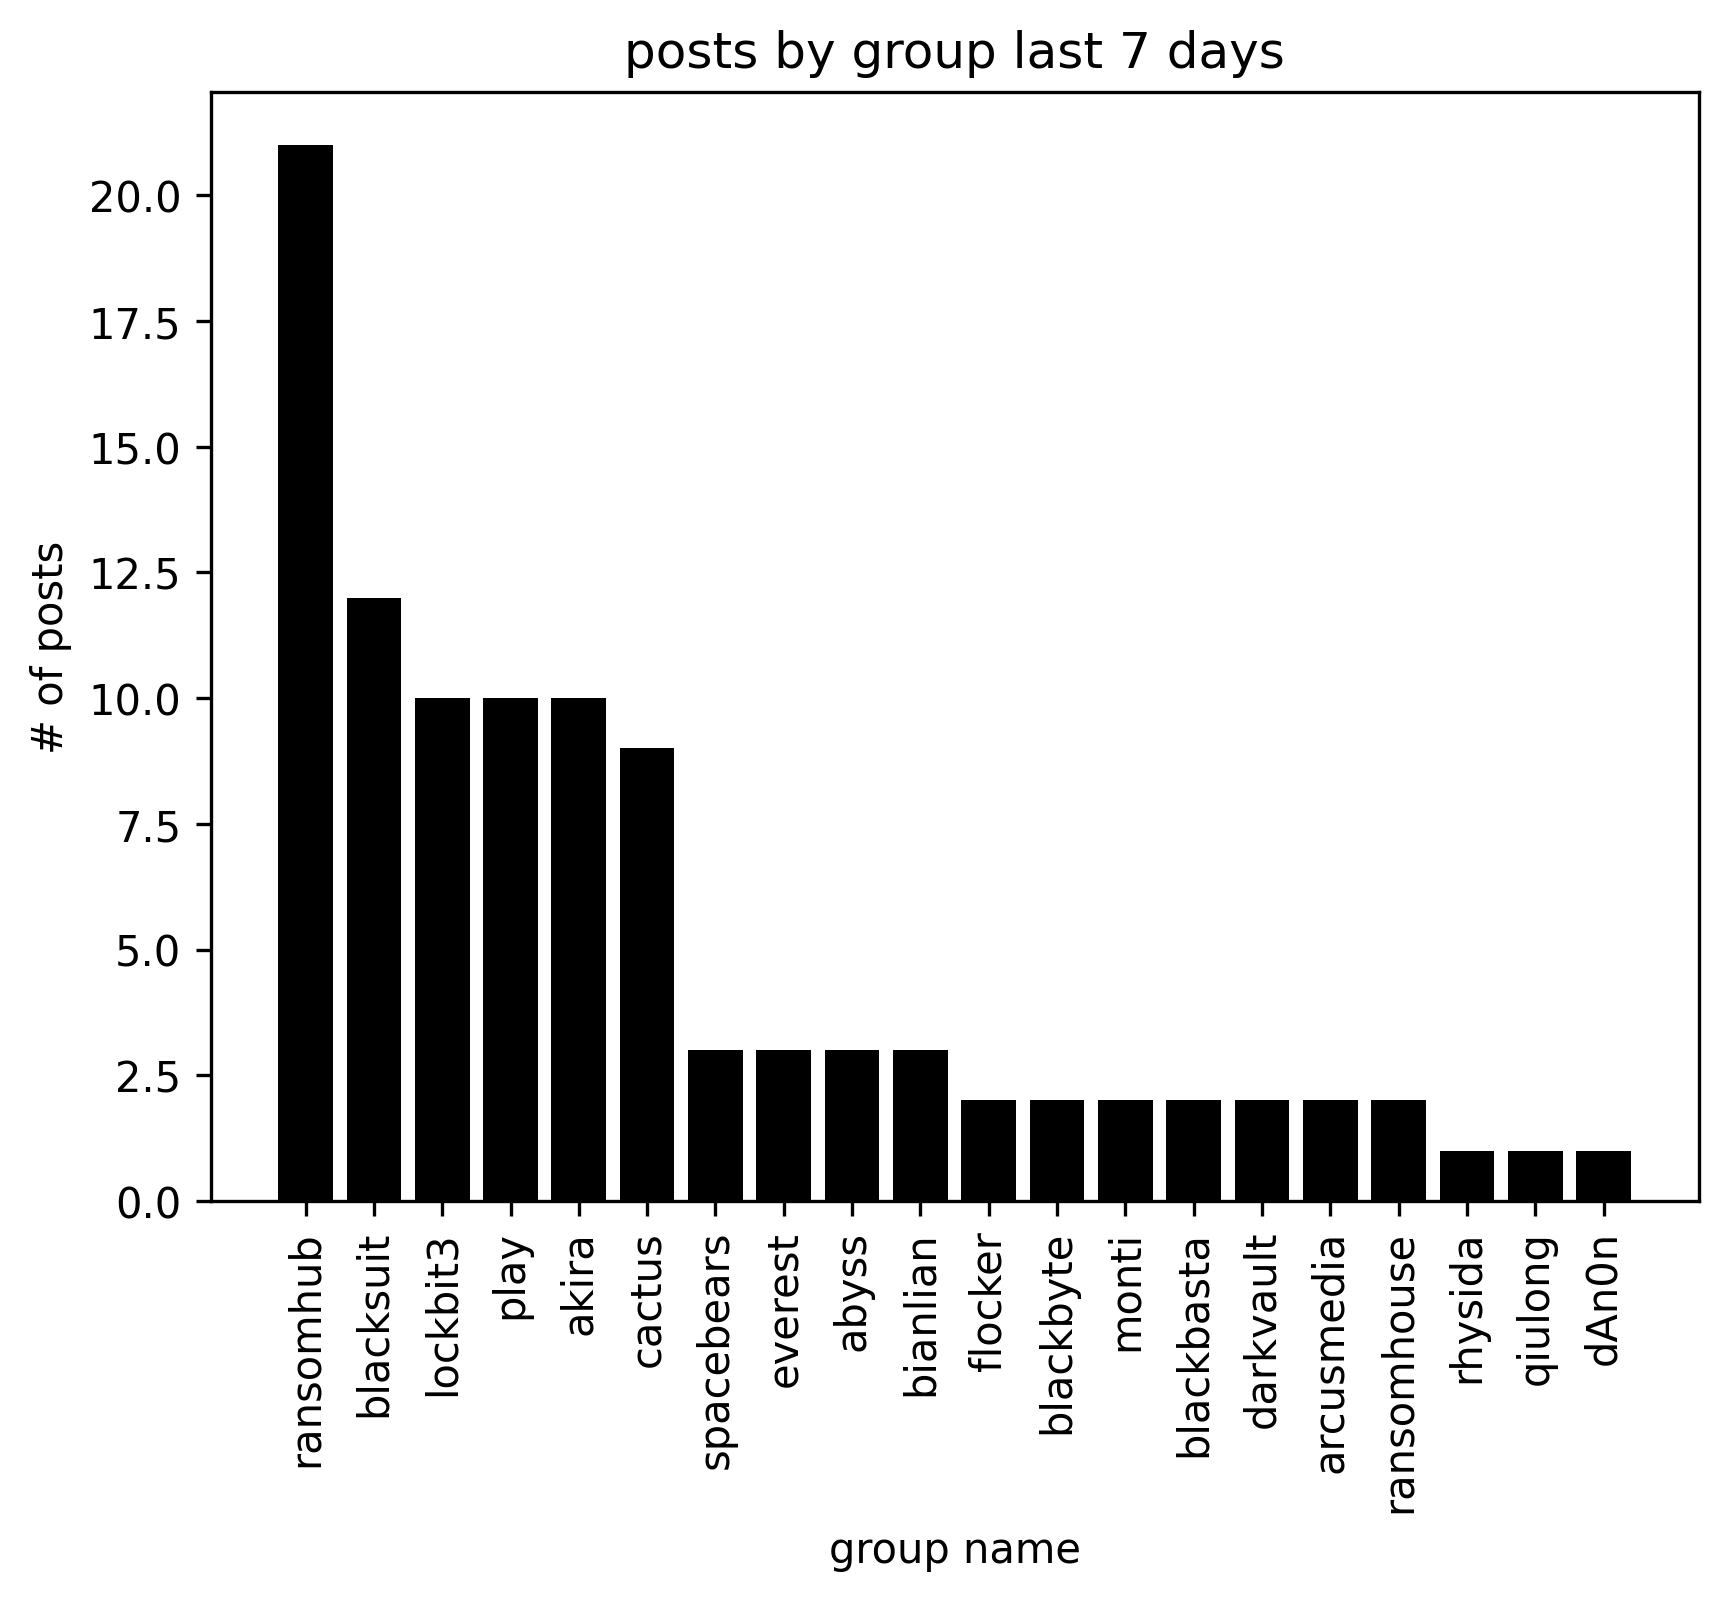 posts by group last 7 days
20.0
17.5
15.0
12.5
10.0
7.5
5.0
2.5
0.0
# of posts
ransomhub
blacksuit
lockbit3
play
akira
cactus
spacebears
everest
abyss
bianlian
flocker
blackbyte
monti
blackbasta
darkvault
arcusmedia
ransomhouse
rhysida
qiulong
dAn0n
group name